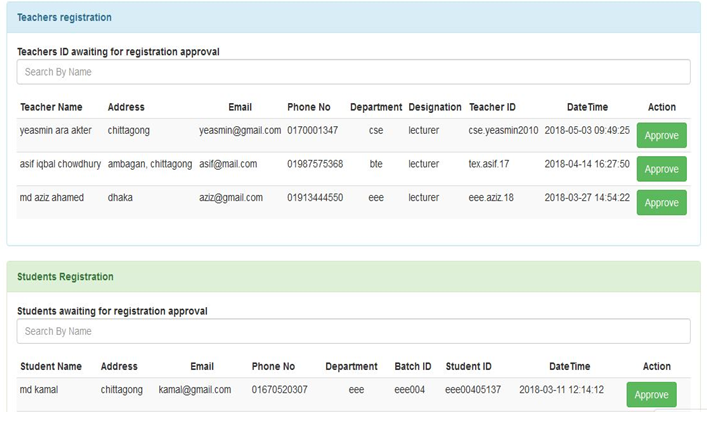 Teachers registration
Teachers ID awaiting for registration approval
Search By Name
Teacher Name Address Email Phone No Department Designation Teacher ID DateTime Action
yeasmin ara akter chittagong yeasmin@gmail.com 0170001347 cse lecturer cse.yeasmin2010 2018-05-03 09:49:25 Approve
asif iqbal chowdhury ambagan, chittagong asif@mail.com 01987575368 bte lecturer tex.asif.17 2018-04-14 16:27:50 Approve
md aziz ahamed dhaka aziz@gmail.com 01913444550 eee lecturer eee.aziz.18 2018-03-27 14:54:22 Approve
Students Registration
Students awaiting for registration approval
Search By Name
Student Name Address Email Phone No Department Batch ID Student ID DateTime Action
md kamal chittagong kamal@gmail.com 01670520307 eee eee004 eee00405137 2018-03-11 12:14:12 Approve